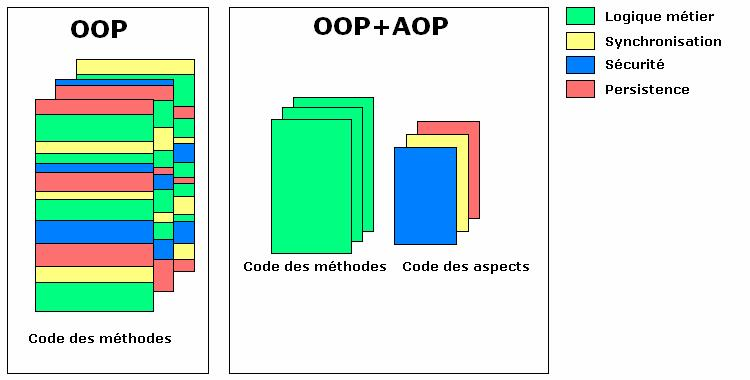 OOP
Code des méthodes
OOP+AOP
Code des méthodes
Code des aspects
Logique métier
Synchronisation
Sécurité
Persistence